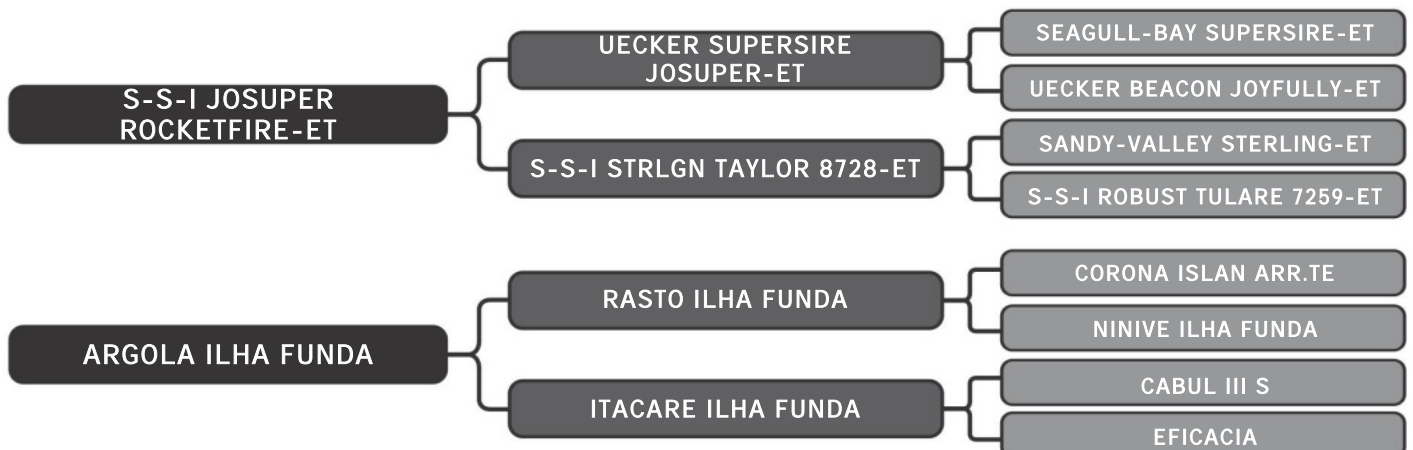 S-S-I JOSUPER
ROCKETFIRE-ET
UECKER SUPERSIRE
JOSUPER-ET
SEAGULL-BAY SUPERSIRE-ET
UECKER BEACON JOYFULLY-ET
S-S-I STRLGN TAYLOR 8728-ET
SANDY-VALLEY STERLING-ET
S-S-I ROBUST TULARE 7259-ET
ARGOLA ILHA FUNDA
RASTO ILHA FUNDA
CORONA ISLAN ARR.TE
NINIVE ILHA FUNDA
ITACARE ILHA FUNDA
CABUL III S
EFICACIA